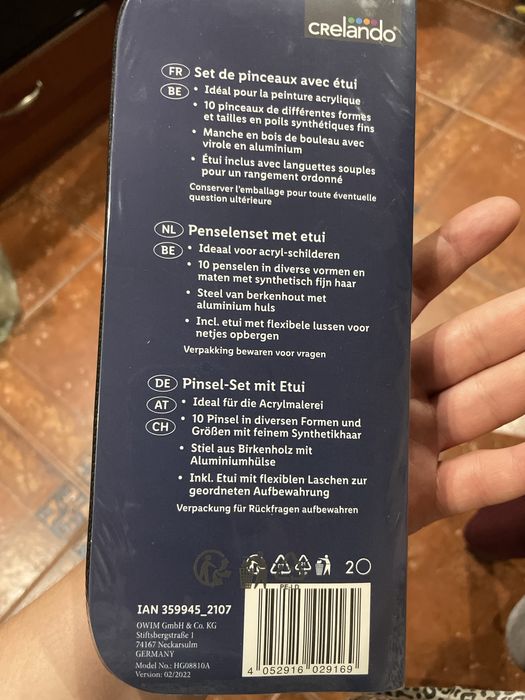 crelando
FR Set de pinceaux avec étui
BE • Idéal pour la peinture acrylique
• 10 pinceaux de différentes formes
et tailles en poils synthétiques fins
• Manche en bois de bouleau avec
virole en aluminium
• Étui inclus avec languettes souples
pour un rangement ordonné
Conserver l'emballage pour toute éventuelle
question ultérieure
NL Penselenset met etui
BE • Ideaal voor acryl-schilderen
• 10 penselen in diverse vormen en
maten met synthetisch fijn haar
• Steel van berkenhout met
aluminium huls
• Incl. etui met flexibele lussen voor
netjes opbergen
Verpakking bewaren voor vragen
DE Pinsel-Set mit Etui
AT • Ideal für die Acrylmalerei
CH • 10 Pinsel in diversen Formen und
Größen mit feinem Synthetikhaar
• Stiel aus Birkenholz mit
Aluminiumhülse
• Inkl. Etui mit flexiblen Laschen zur
geordneten Aufbewahrung
Verpackung für Rückfragen aufbewahren
2
IAN 359945_2107
OWIM GmbH & Co. KG
Stiftsbergstraße 1
74167 Neckarsulm
GERMANY
Model No.: HG08810A
Version: 02/2022
4 052916 029169